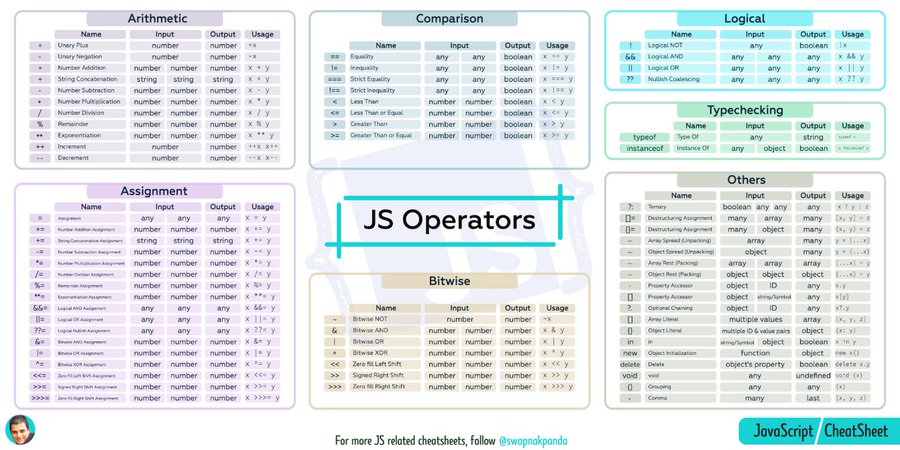 Arithmetic
Name Input Output Usage
+ Unary Plus number number +x
- Unary Negation number number -x
+ Number Addition number number number x + y
+ String Concatenation string string string x + y
- Number Subtraction number number number x - y
* Number Multiplication number number number x * y
/ Number Division number number number x / y
% Remainder number number number x % y
** Exponentiation number number number x ** y
++ Increment number number ++x x++
-- Decrement number number --x x--
Assignment
Name Input Output Usage
= Assignment any any any x = y
+= Number Addition Assignment number number number x += y
+= String Concatenation Assignment string string string x += y
-= Number Subtraction Assignment number number number x -= y
*= Number Multiplication Assignment number number number x *= y
/= Number Division Assignment number number number x /= y
%= Remainder Assignment number number number x %= y
**= Exponentiation Assignment number number number x **= y
&&= Logical AND Assignment any any any x &&= y
||= Logical OR Assignment any any any x ||= y
??= Logical Nullish Assignment any any any x ??= y
&= Bitwise AND Assignment number number number x &= y
|= Bitwise OR Assignment number number number x |= y
^= Bitwise XOR Assignment number number number x ^= y
<<= Zero Fill Left Shift Assignment number number number x <<= y
>>= Signed Right Shift Assignment number number number x >>= y
>>>= Zero Fill Right Shift Assignment number number number x >>>= y
Comparison
Name Input Output Usage
== Equality any any boolean x == y
!= Inequality any any boolean x != y
=== Strict Equality any any boolean x === y
!== Strict Inequality any any boolean x !== y
< Less Than number number boolean x < y
<= Less Than or Equal number number boolean x <= y
> Greater Than number number boolean x > y
>= Greater Than or Equal number number boolean x >= y
JS Operators
Bitwise
Name Input Output Usage
~ Bitwise NOT number number ~x
& Bitwise AND number number number x & y
| Bitwise OR number number number x | y
^ Bitwise XOR number number number x ^ y
<< Zero fill Left Shift number number number x << y
>> Signed Right Shift number number number x >> y
>>> Zero fill Right Shift number number number x >>> y
Logical
Name Input Output Usage
! Logical NOT any boolean !x
&& Logical AND any any any x && y
|| Logical OR any any any x || y
?? Nullish Coalescing any any any x ?? y
Typechecking
Name Input Output Usage
typeof Type Of any string typeof x
instanceof Instance Of any object boolean x instanceof y
Others
Name Input Output Usage
?: Ternary boolean any any any x ? y : z
[]= Destructuring Assignment many array many [x, y] = z
{}= Destructuring Assignment many object many {x, y} = z
... Array Spread (Unpacking) array many y = [...x]
... Object Spread (Unpacking) object many y = {...x}
... Array Rest (Packing) array array array [...x] = y
... Object Rest (Packing) object object object {...x} = y
. Property Accessor object ID any x.y
[] Property Accessor object string/Symbol any x[y]
?. Optional Chaining object ID any x?.y
[] Array Literal multiple values array [x, y, z]
{} Object Literal multiple ID & value pairs object {x: y}
in in string/symbol object boolean x in y
new Object Initialization function object new x()
delete Delete object's property boolean delete x.y
void void any undefined void (x)
() Grouping any any (x)
, Comma many last (x, y, z)
For more JS related cheatsheets, follow @swapnakpanda
JavaScript / CheatSheet